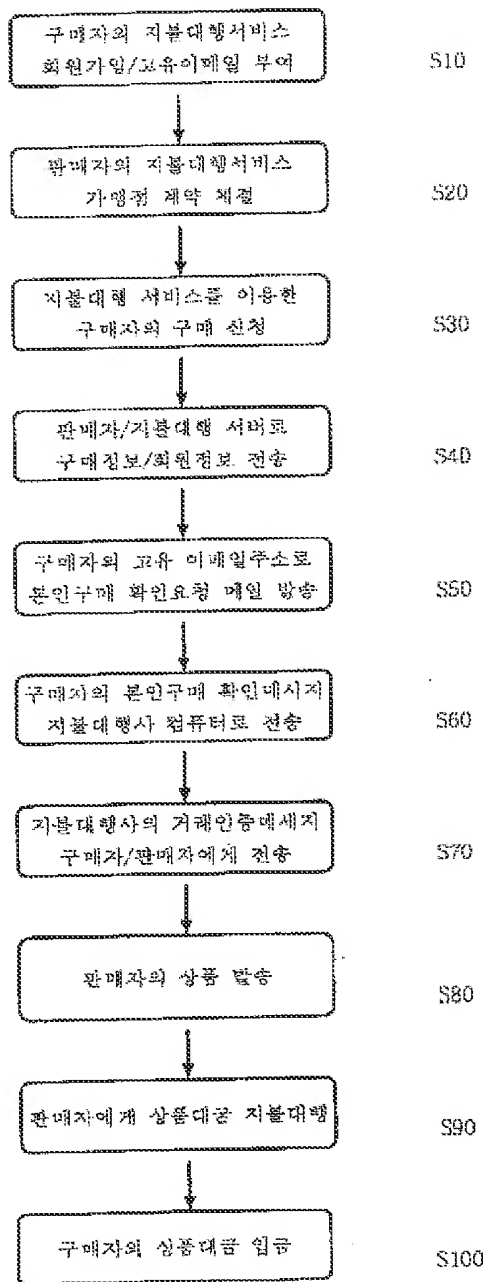 구매자의 지불대행서비스
회원가입/고유이메일 부여
S10
판매자의 지불대행서비스
가맹점 계약 체결
S20
지불대행 서비스를 이용한
구매자의 구매 신청
S30
판매자/지불대행 서버로
구매정보/회원정보 전송
S40
구매자의 고유 이메일주소로
본인구매 확인요청 메일 발송
S50
구매자의 본인구매 확인메시지
지불대행사 컴퓨터로 전송
S60
지불대행사의 거래인증메세지
구매자/판매자에게 전송
S70
판매자의 상품 발송
S80
판매자에게 상품대금 지불대행
S90
구매자의 상품대금 입금
S100